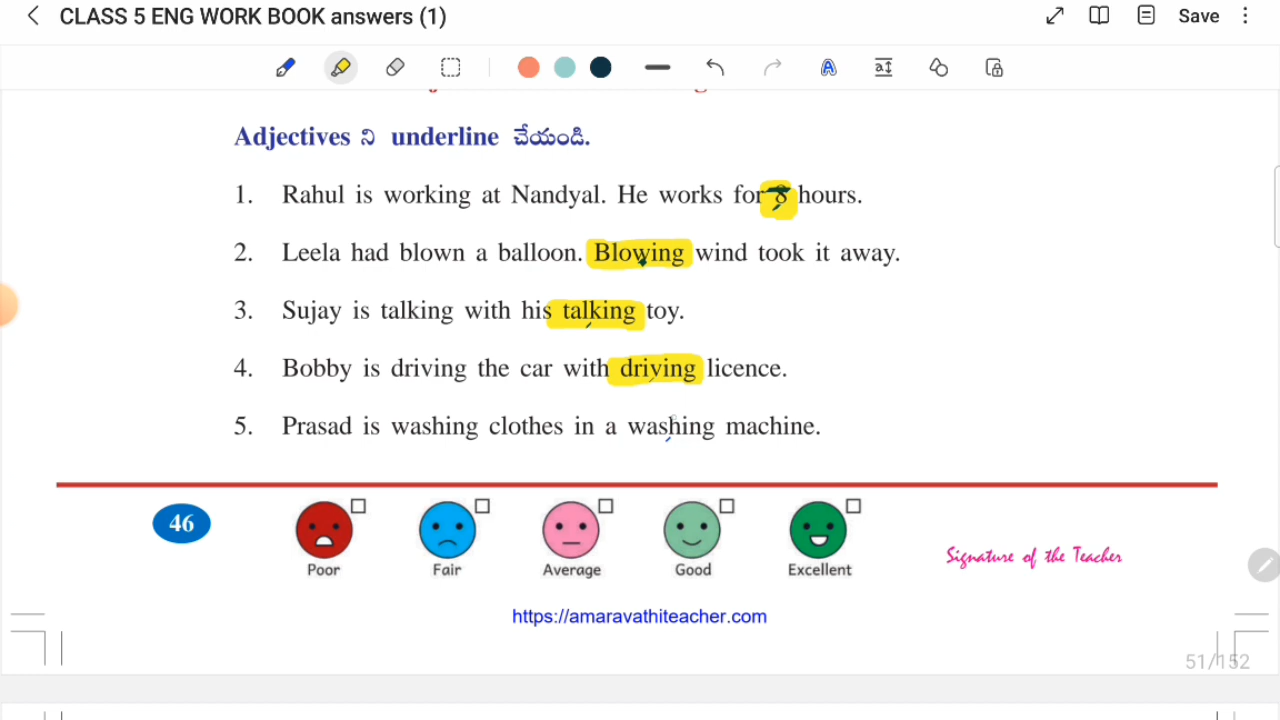 CLASS 5 ENG WORK BOOK answers (1)
Save
Adjectives ని underline చేయండి.
1. Rahul is working at Nandyal. He works for 8 hours.
2. Leela had blown a balloon. Blowing wind took it away.
3. Sujay is talking with his talking toy.
4. Bobby is driving the car with driving licence.
5. Prasad is washing clothes in a washing machine.
46
Poor Fair Average Good Excellent
Signature of the Teacher
https://amaravathiteacher.com
51/152